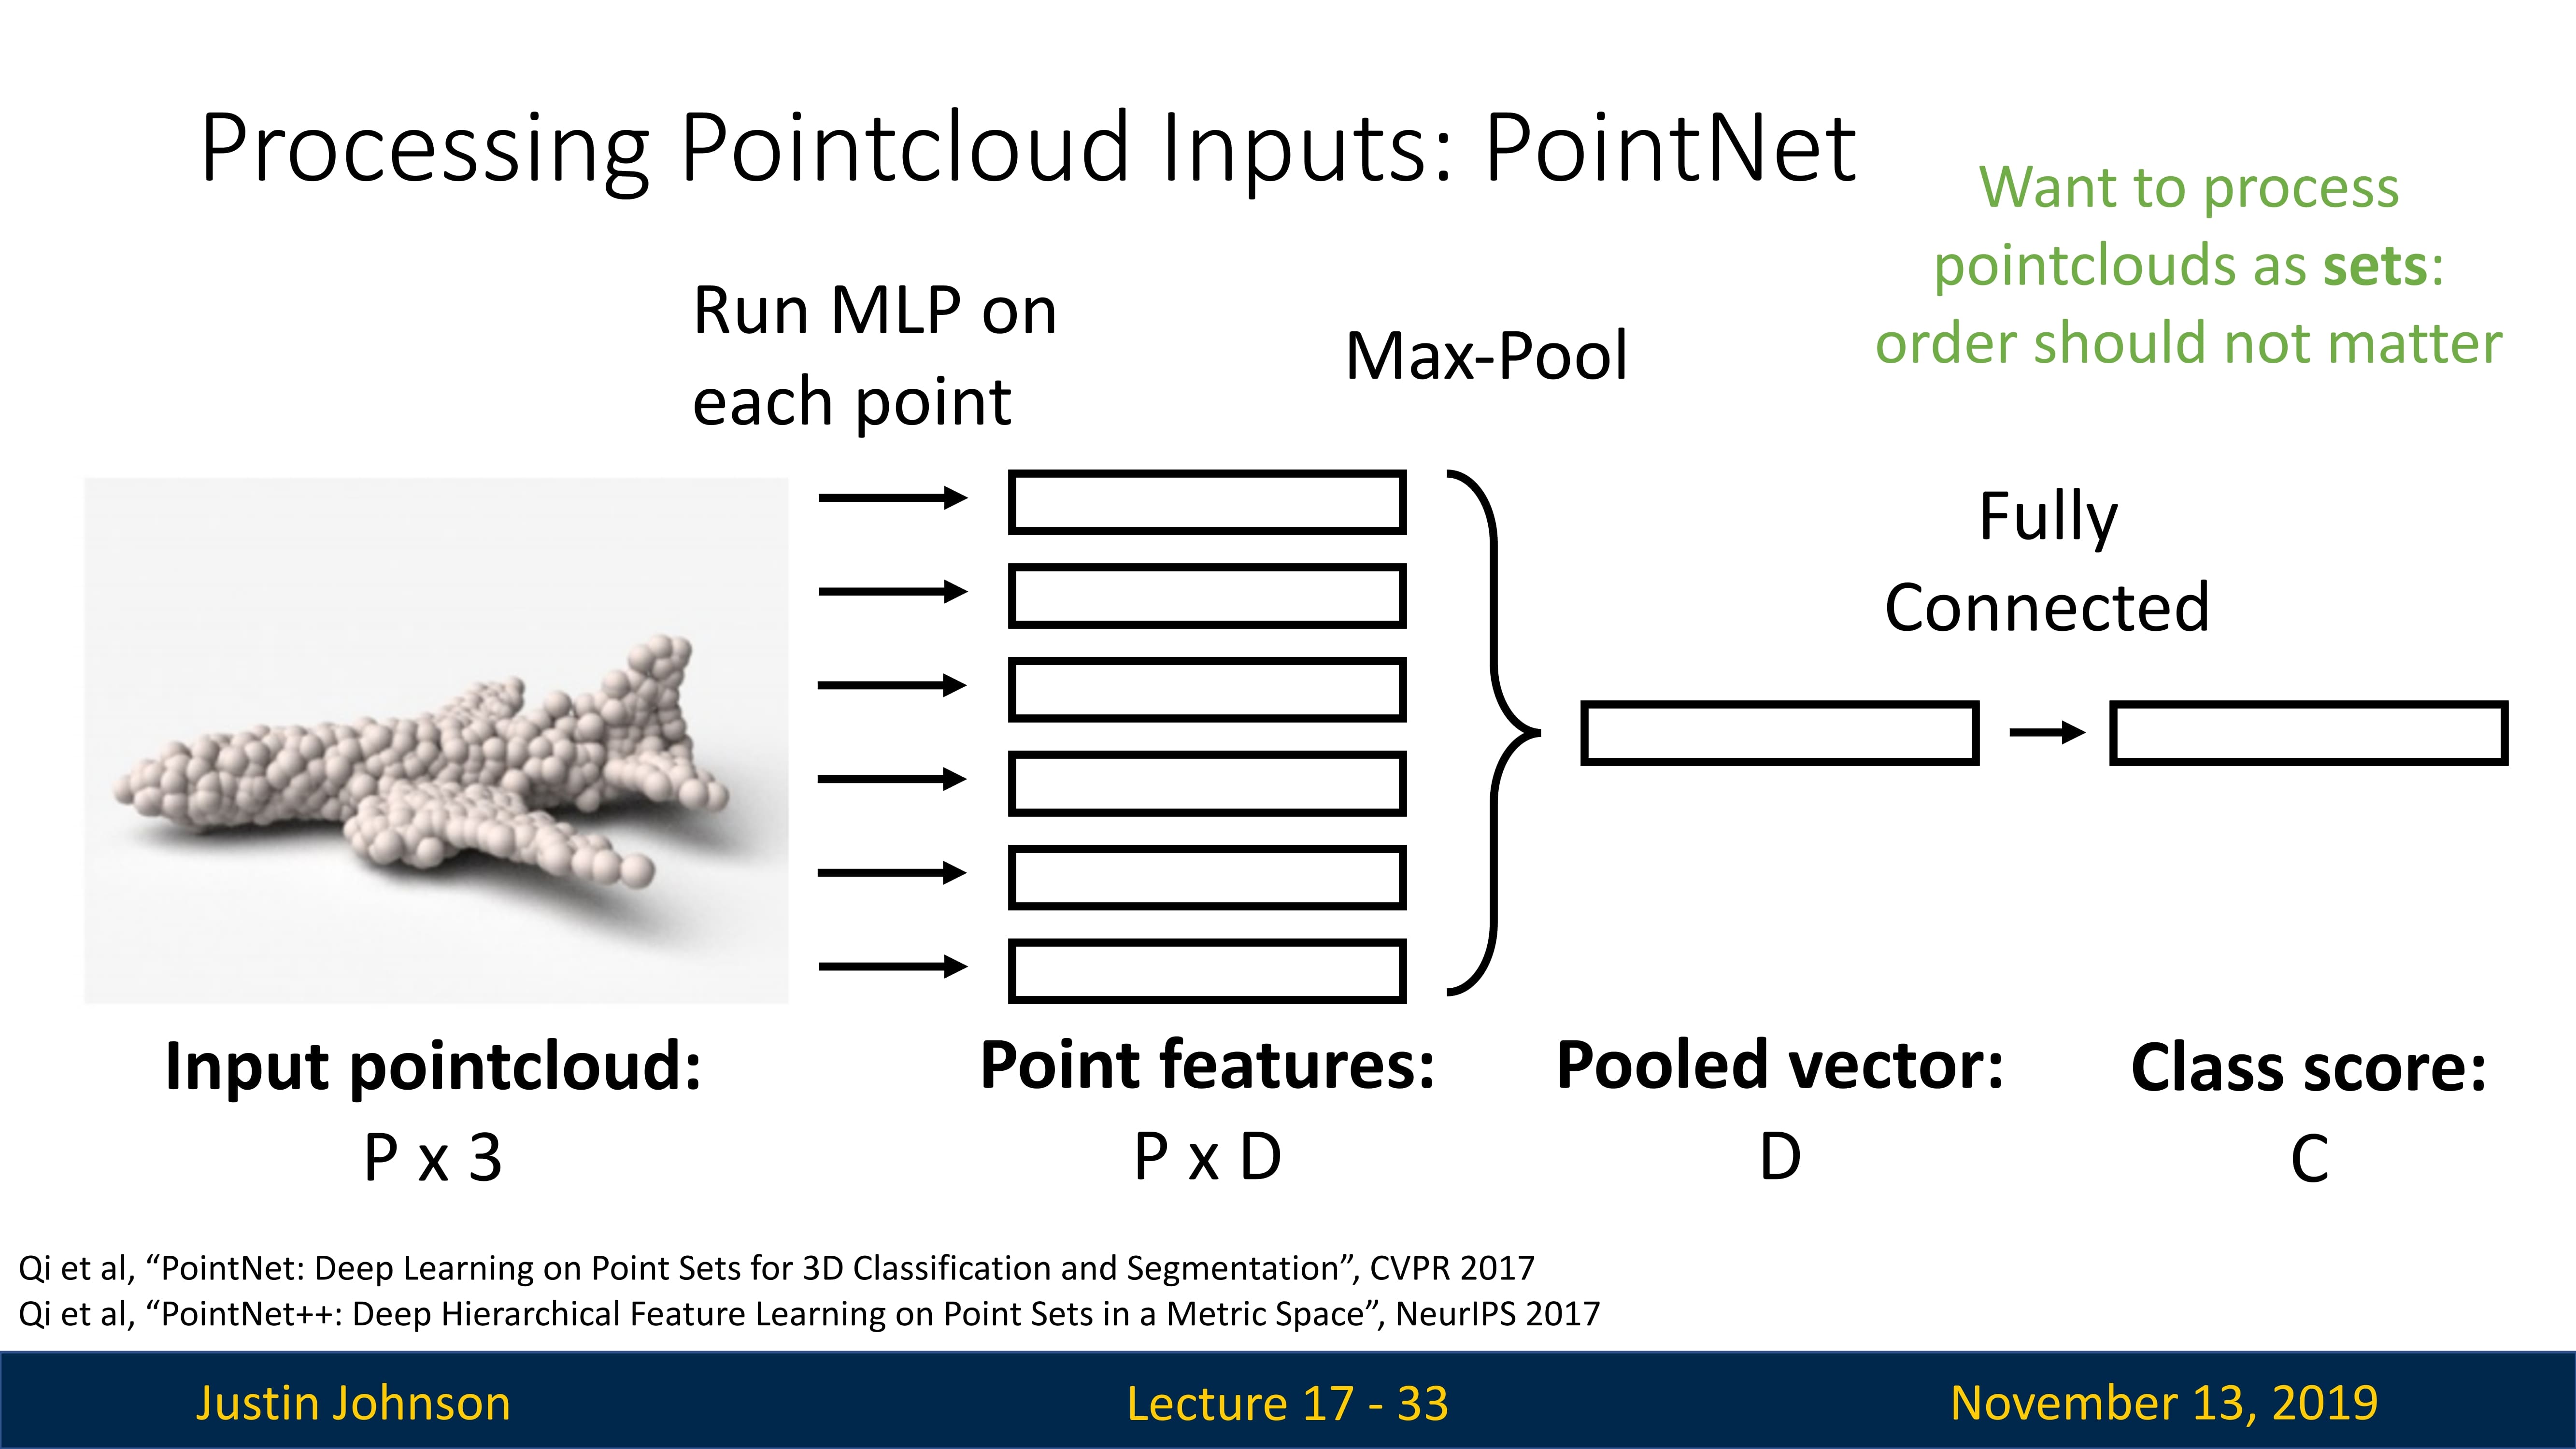 Processing Pointcloud Inputs: PointNet
Want to process
pointclouds as sets:
order should not matter
Run MLP on
each point
Max-Pool
Fully
Connected
Input pointcloud:
P x 3
Point features:
P x D
Pooled vector:
D
Class score:
C
Qi et al, “PointNet: Deep Learning on Point Sets for 3D Classification and Segmentation”, CVPR 2017
Qi et al, “PointNet++: Deep Hierarchical Feature Learning on Point Sets in a Metric Space”, NeurIPS 2017
Justin Johnson
Lecture 17 - 33
November 13, 2019